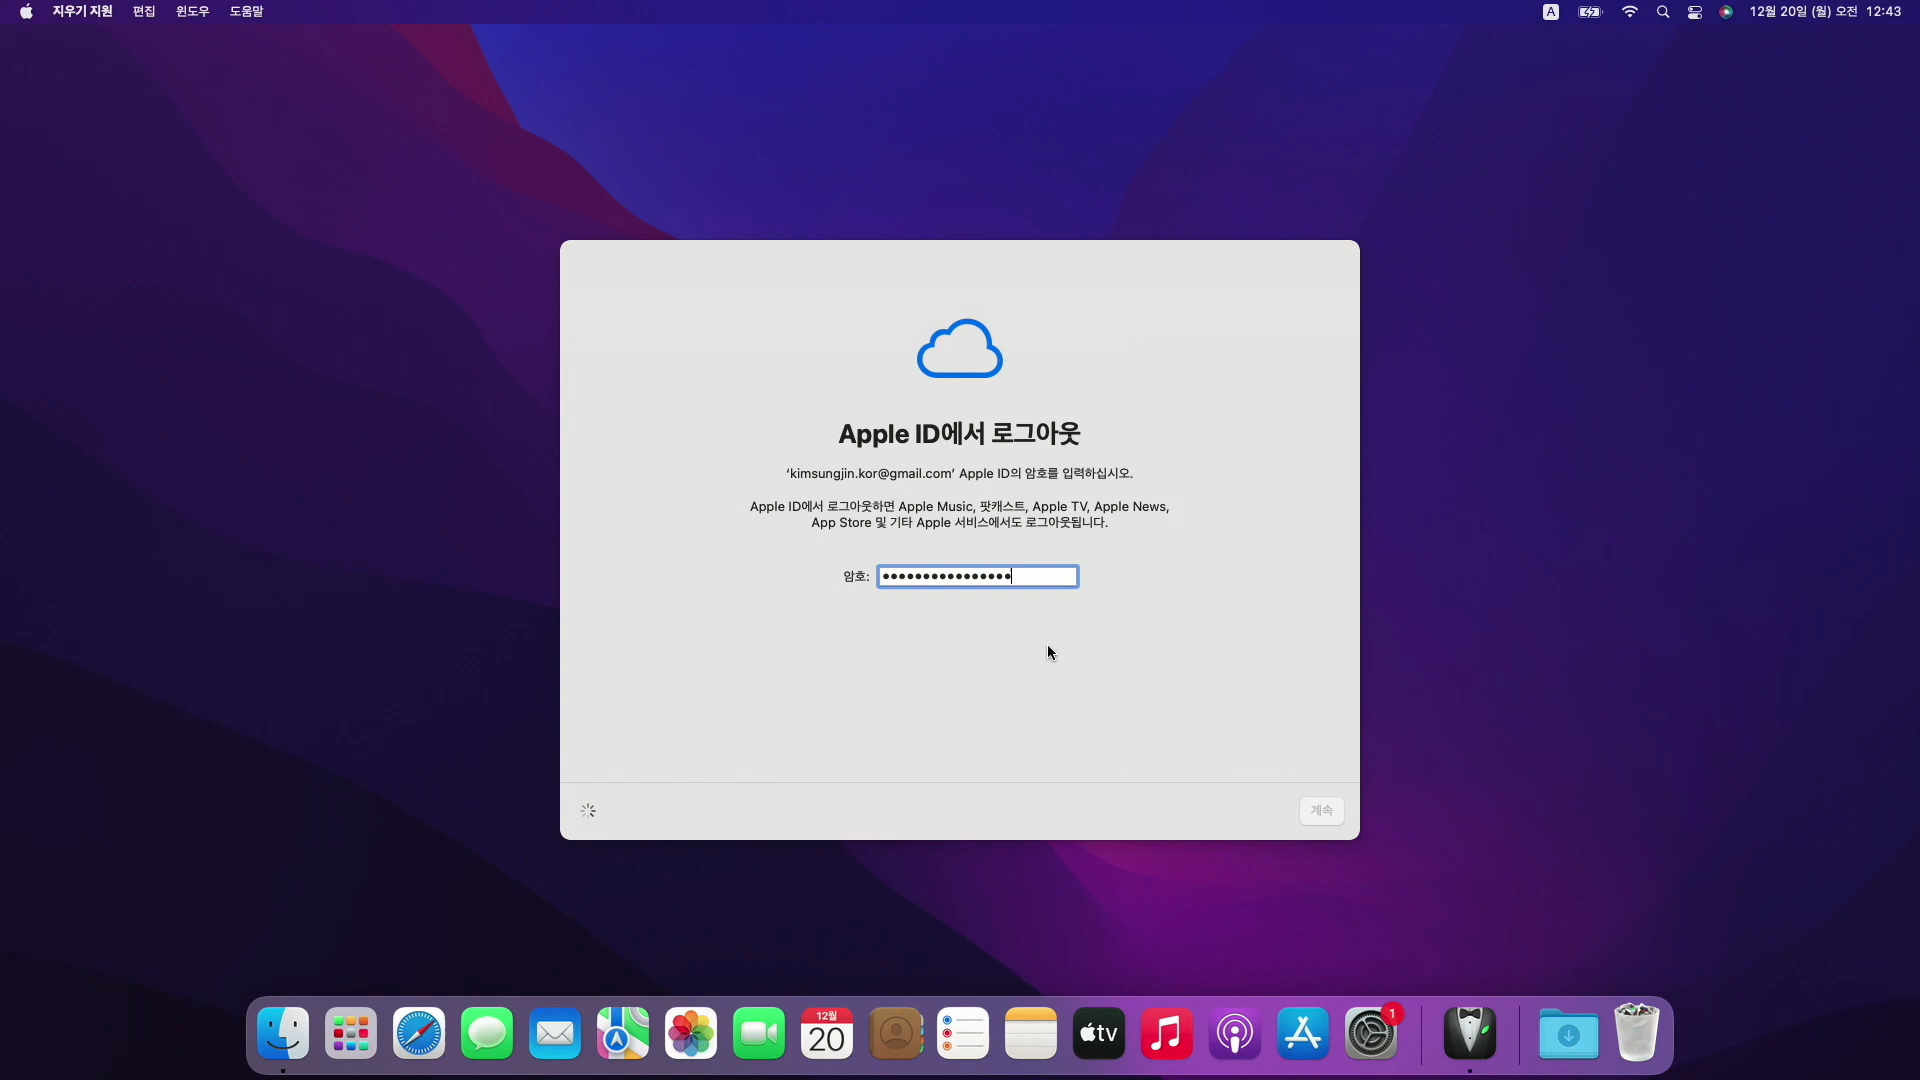 지우기 지원 편집 윈도우 도움말 A 12월 20일 (월) 오전 12:43
Apple ID에서 로그아웃
‘kimsungjin.kor@gmail.com’ Apple ID의 암호를 입력하십시오.
Apple ID에서 로그아웃하면 Apple Music, 팟캐스트, Apple TV, Apple News,
App Store 및 기타 Apple 서비스에서도 로그아웃됩니다.
암호: ●●●●●●●●●●●●●●●●
계속
12월
20
tv
1